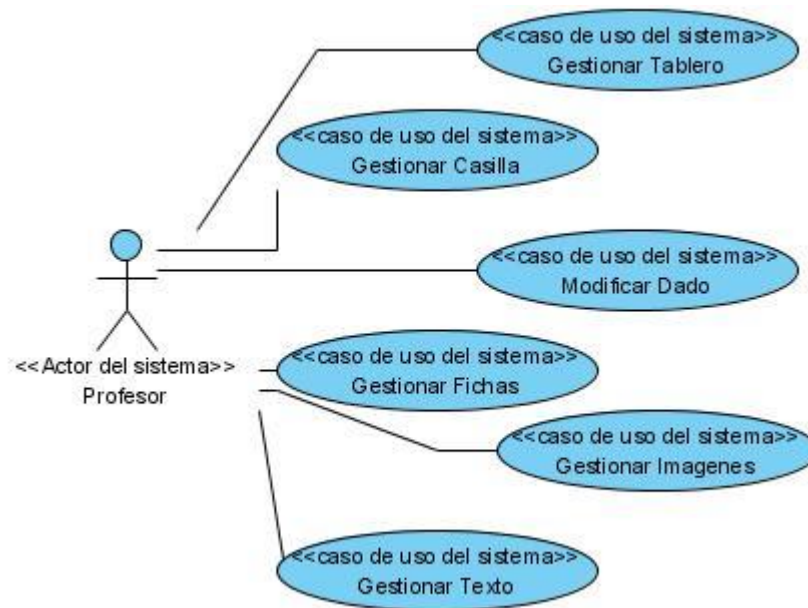 <<caso de uso del sistema>>
Gestionar Tablero
<<caso de uso del sistema>>
Gestionar Casilla
<<caso de uso del sistema>>
Modificar Dado
<<Actor del sistema>>
Profesor
<<caso de uso del sistema>>
Gestionar Fichas
<<caso de uso del sistema>>
Gestionar Imagenes
<<caso de uso del sistema>>
Gestionar Texto